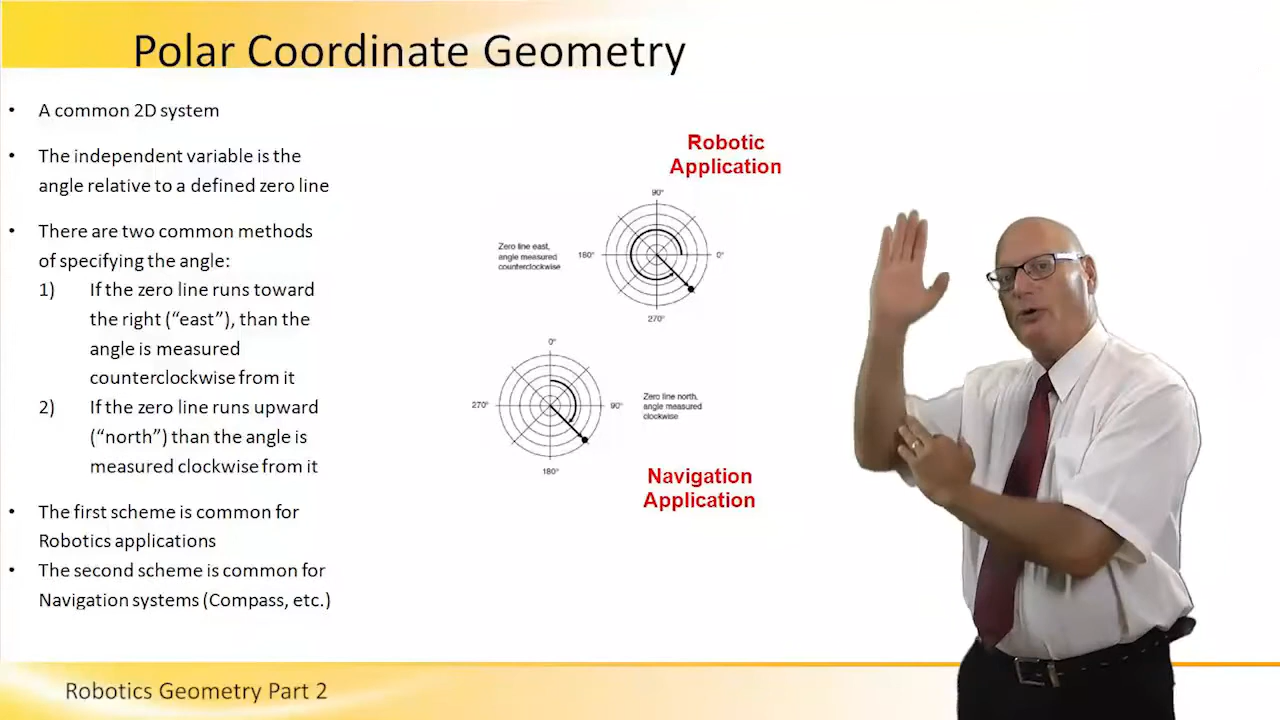 Polar Coordinate Geometry
• A common 2D system
• The independent variable is the
angle relative to a defined zero line
• There are two common methods
of specifying the angle:
1) If the zero line runs toward
the right (“east”), than the
angle is measured
counterclockwise from it
2) If the zero line runs upward
(“north”) than the angle is
measured clockwise from it
• The first scheme is common for
Robotics applications
• The second scheme is common for
Navigation systems (Compass, etc.)
Robotic
Application
90°
Zero line east,
angle measured
counterclockwise
180°
0°
270°
0°
270°
90°
180°
Zero line north,
angle measured
clockwise
Navigation
Application
Robotics Geometry Part 2